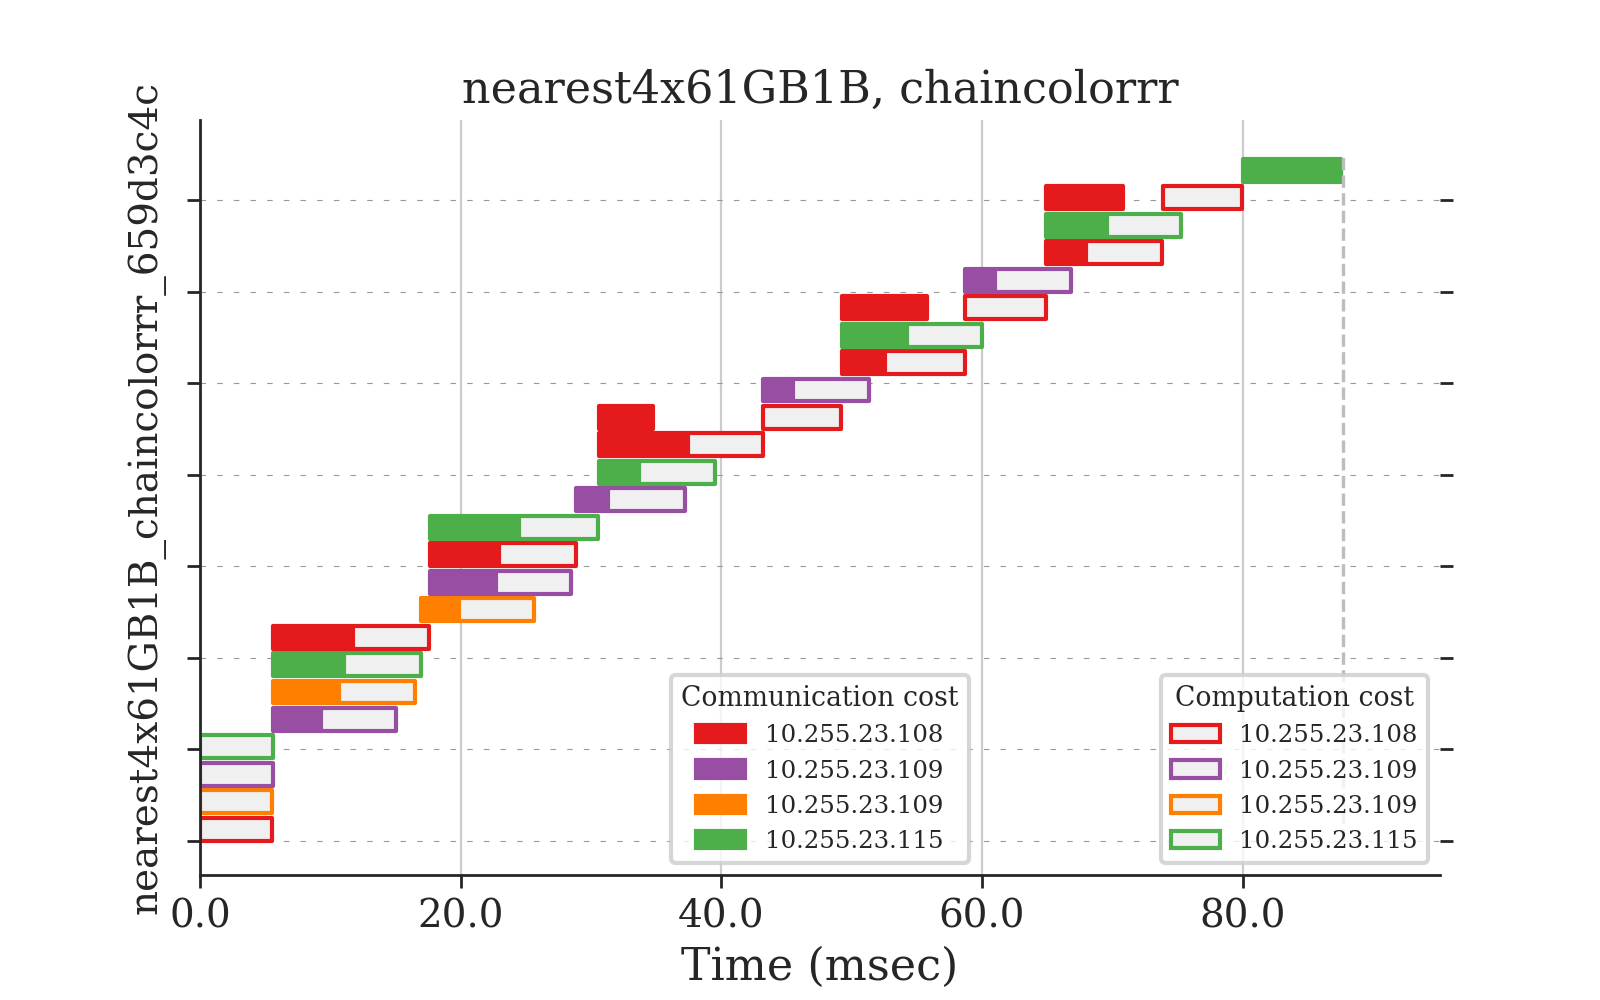 nearest4x61GB1B, chaincolorrr
nearest4x61GB1B_chaincolorrr_659d3c4c
Communication cost
10.255.23.108
10.255.23.109
10.255.23.109
10.255.23.115
Computation cost
10.255.23.108
10.255.23.109
10.255.23.109
10.255.23.115
0.0 20.0 40.0 60.0 80.0
Time (msec)